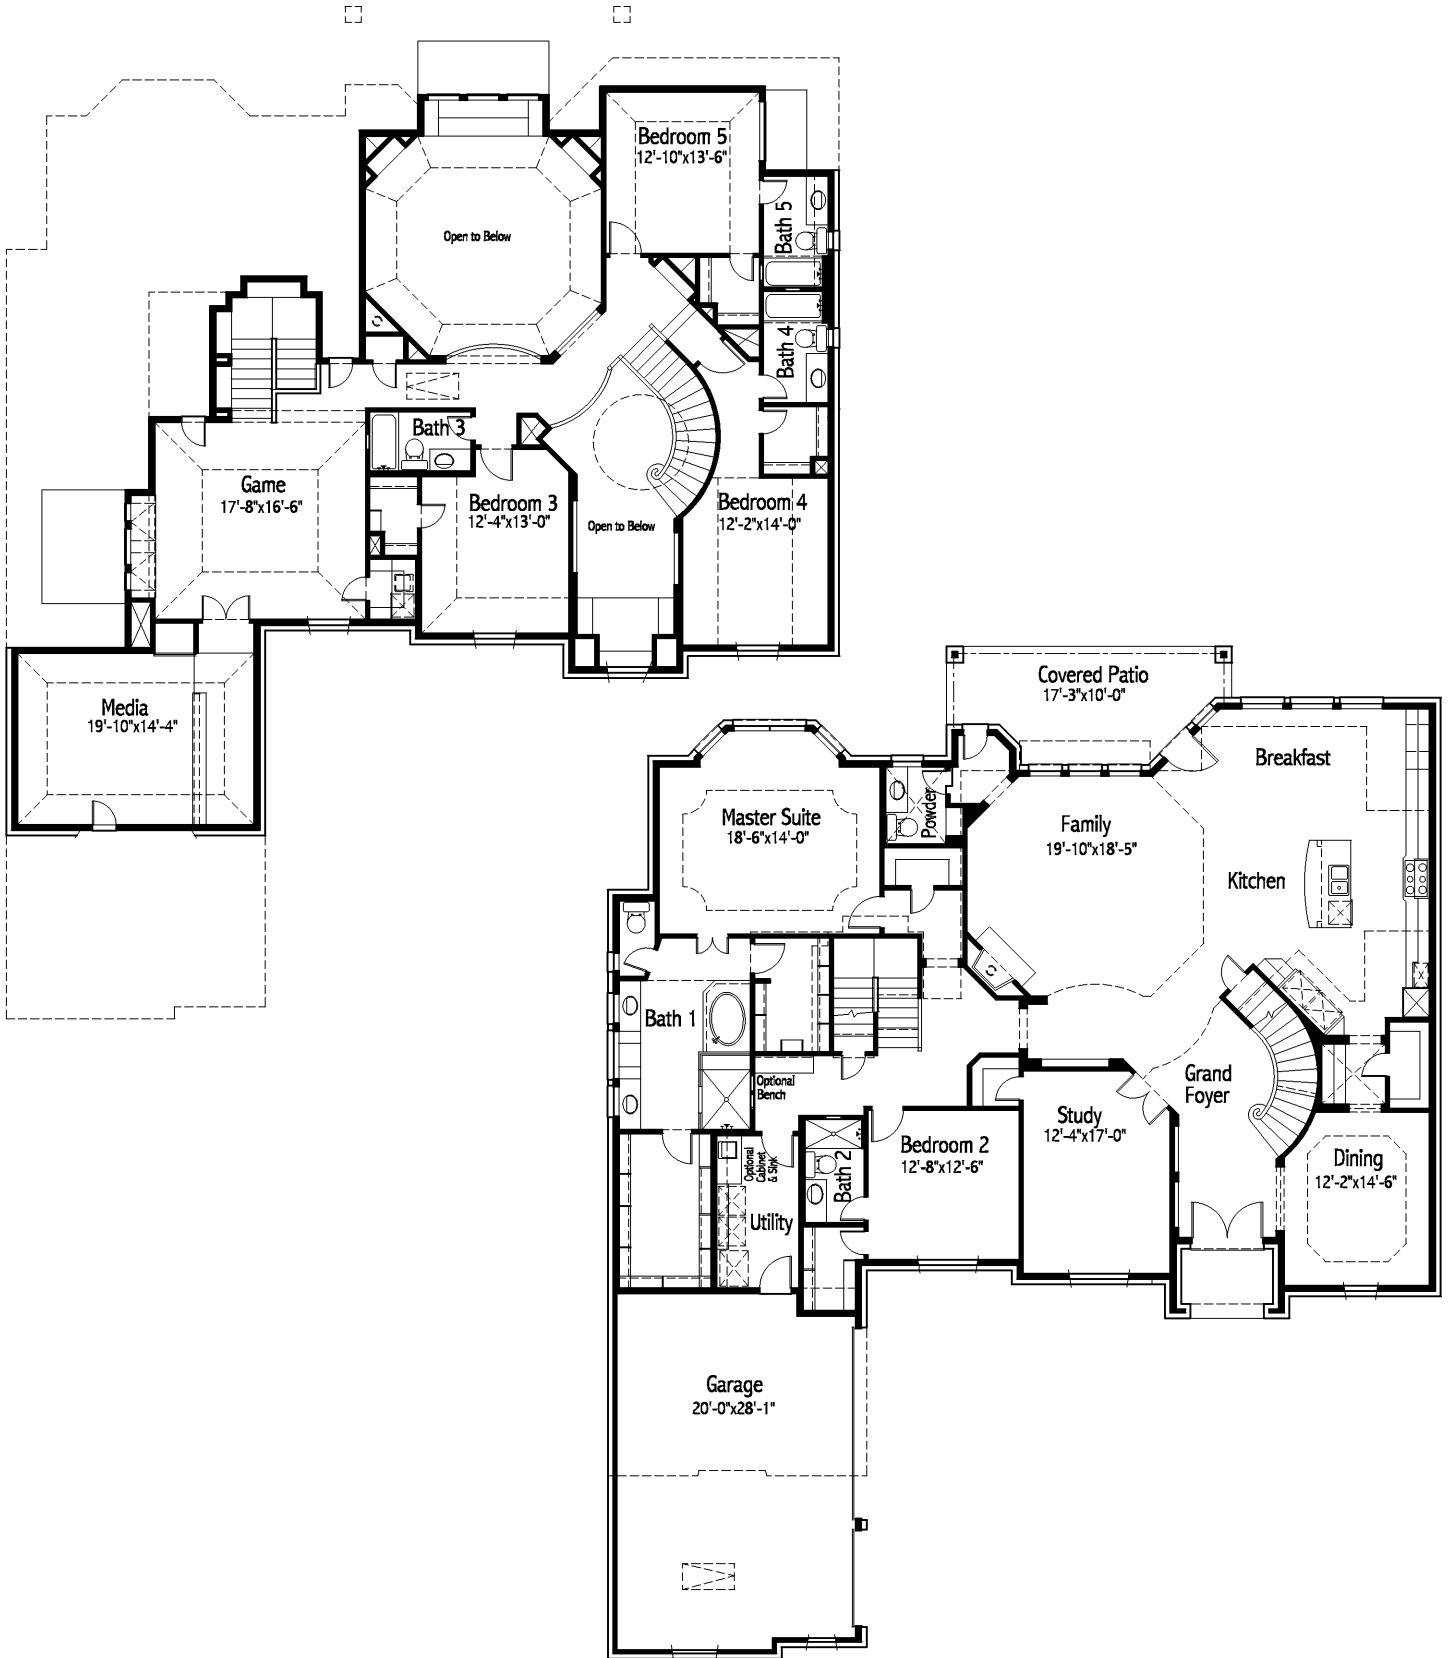 Bedroom 5
12'-10"x13'-6"
Bath 5
Open to Below
Bath 4
Bath 3
Game
17'-8"x16'-6"
Bedroom 3
12'-4"x13'-0"
Open to Below
Bedroom 4
12'-2"x14'-0"
Media
19'-10"x14'-4"
Covered Patio
17'-3"x10'-0"
Breakfast
Master Suite
18'-6"x14'-0"
Powder
Family
19'-10"x18'-5"
Kitchen
Bath 1
Optional
Bench
Grand
Foyer
Study
12'-4"x17'-0"
Bedroom 2
12'-8"x12'-6"
Bath 2
Optional
Cabinet
& Sink
Utility
Dining
12'-2"x14'-6"
Garage
20'-0"x28'-1"